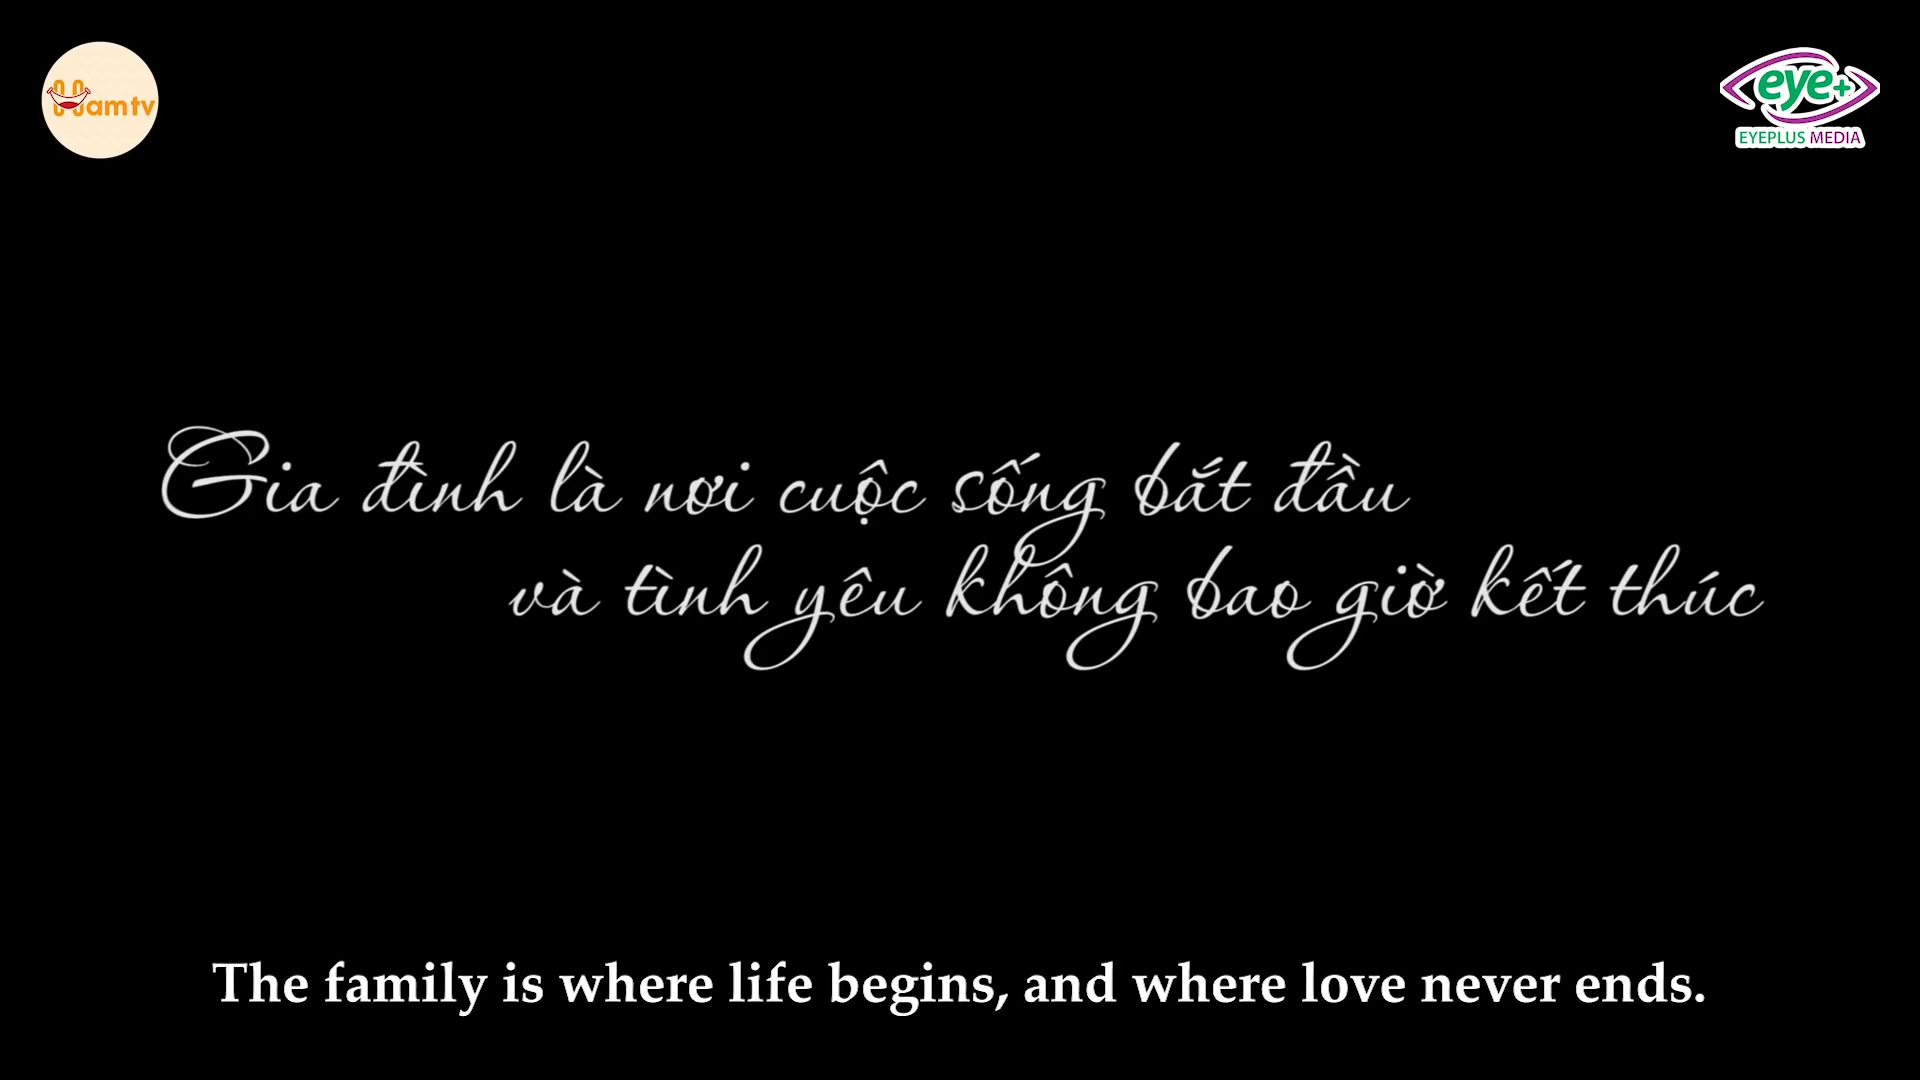 Hamtv
eye+
EYEPLUS MEDIA
Gia đình là nơi cuộc sống bắt đầu
và tình yêu không bao giờ kết thúc
The family is where life begins, and where love never ends.